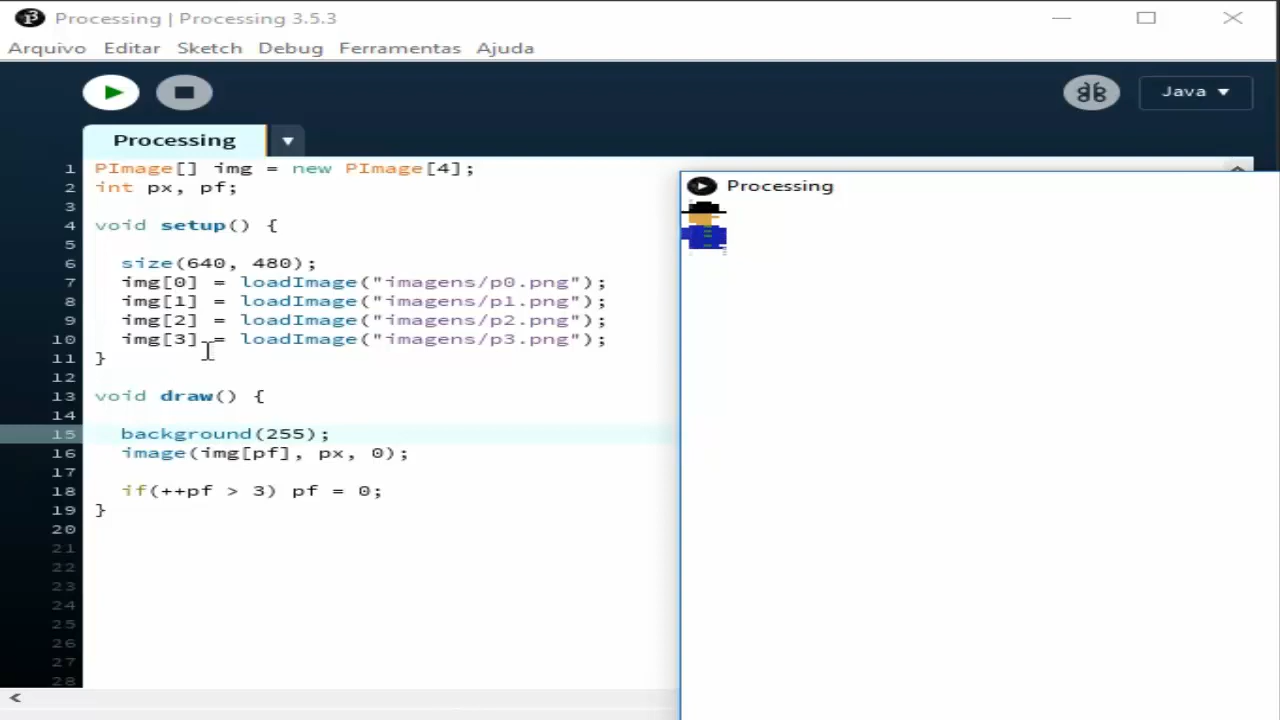 Processing | Processing 3.5.3
Arquivo Editar Sketch Debug Ferramentas Ajuda
Java
Processing
1 PImage[] img = new PImage[4];
2 int px, pf;
3
4 void setup() {
5
6 size(640, 480);
7 img[0] = loadImage("imagens/p0.png");
8 img[1] = loadImage("imagens/p1.png");
9 img[2] = loadImage("imagens/p2.png");
10 img[3] = loadImage("imagens/p3.png");
11 }
12
13 void draw() {
14
15 background(255);
16 image(img[pf], px, 0);
17
18 if(++pf > 3) pf = 0;
19 }
20
21
22
23
24
25
26
27
28
Processing